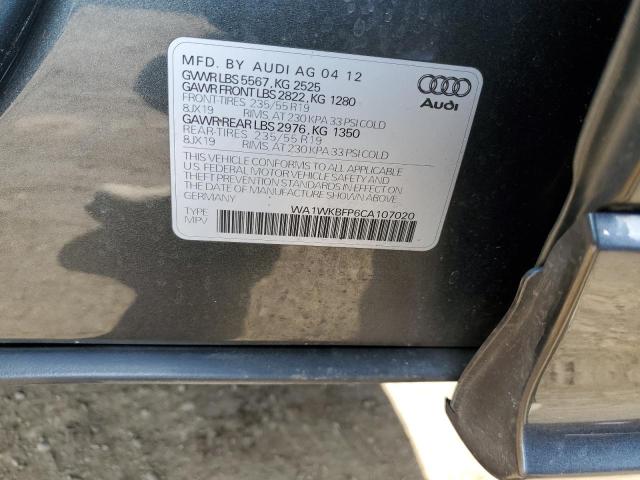 MFD. BY AUDI AG 04 12
GVWR LBS 5567, KG 2525
GAWR FRONT LBS 2822, KG 1280
FRONT-TIRES 235/55 R19
8JX19 RIMS, AT 230 KPA 33 PSI COLD
GAWR-REAR LBS 2976, KG 1350
REAR-TIRES 235/55 R19
8JX19 RIMS, AT 230 KPA 33 PSI COLD
THIS VEHICLE CONFORMS TO ALL APPLICABLE
U.S. FEDERAL MOTOR VEHICLE SAFETY AND
THEFT PREVENTION STANDARDS IN EFFECT ON
THE DATE OF MANUFACTURE SHOWN ABOVE.
GERMANY
TYPE WA1WKBFP6CA107020
MPV
Audi